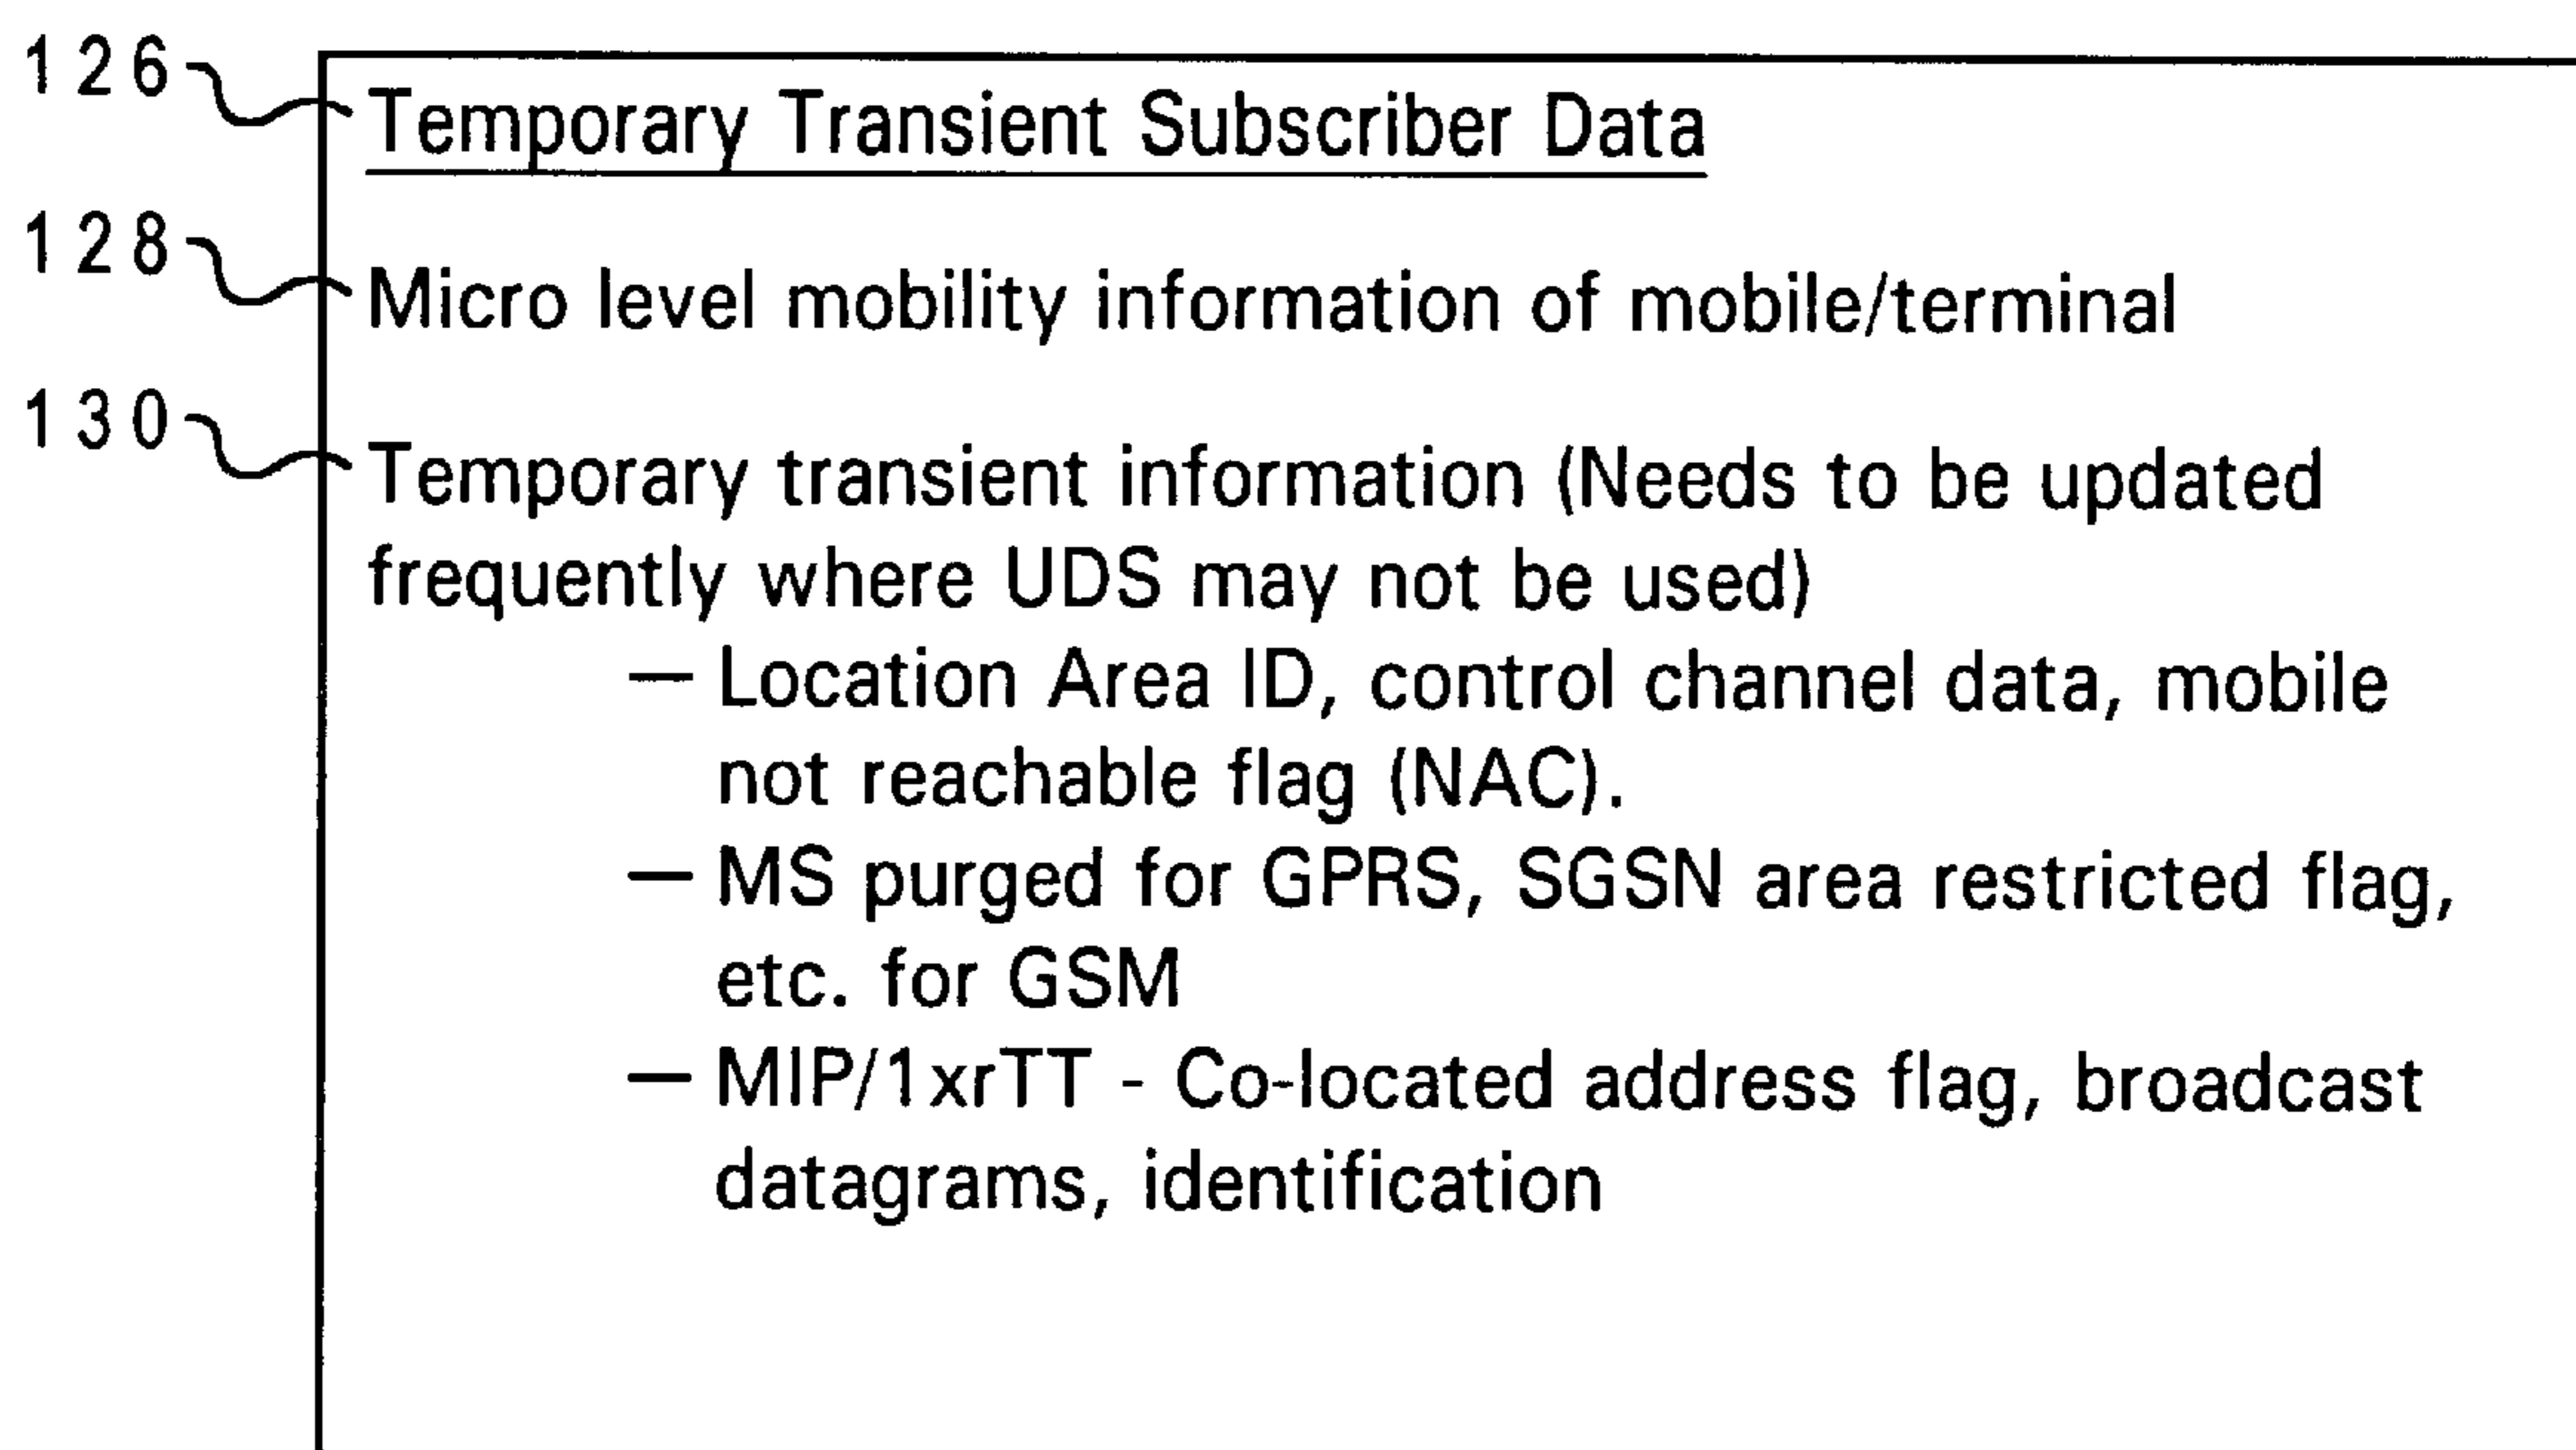 126 Temporary Transient Subscriber Data
128 Micro level mobility information of mobile/terminal
130 Temporary transient information (Needs to be updated
frequently where UDS may not be used)
— Location Area ID, control channel data, mobile
not reachable flag (NAC).
— MS purged for GPRS, SGSN area restricted flag,
etc. for GSM
— MIP/1xrTT - Co-located address flag, broadcast
datagrams, identification